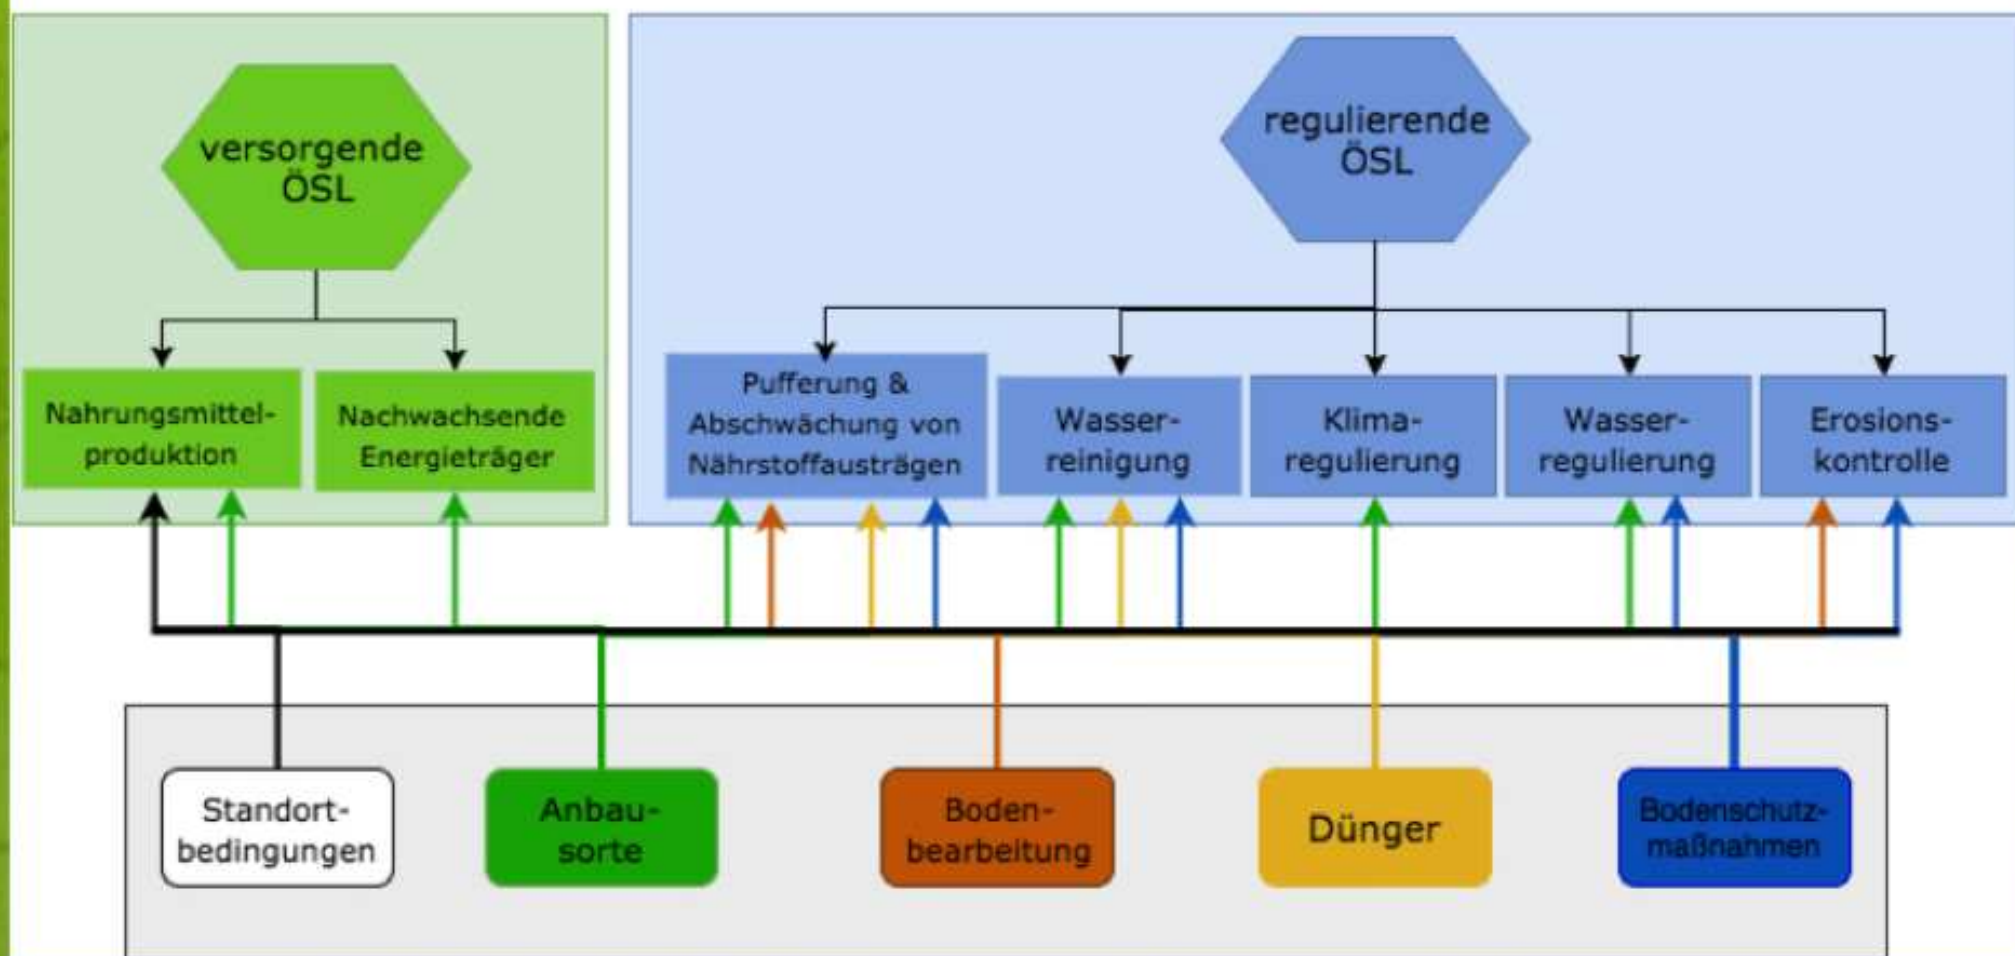 versorgende
ÖSL
regulierende
ÖSL
Nahrungsmittel-
produktion
Nachwachsende
Energieträger
Pufferung &
Abschwächung von
Nährstoffausträgen
Wasser-
reinigung
Klima-
regulierung
Wasser-
regulierung
Erosions-
kontrolle
Standort-
bedingungen
Anbau-
sorte
Boden-
bearbeitung
Dünger
Bodenschutz-
maßnahmen